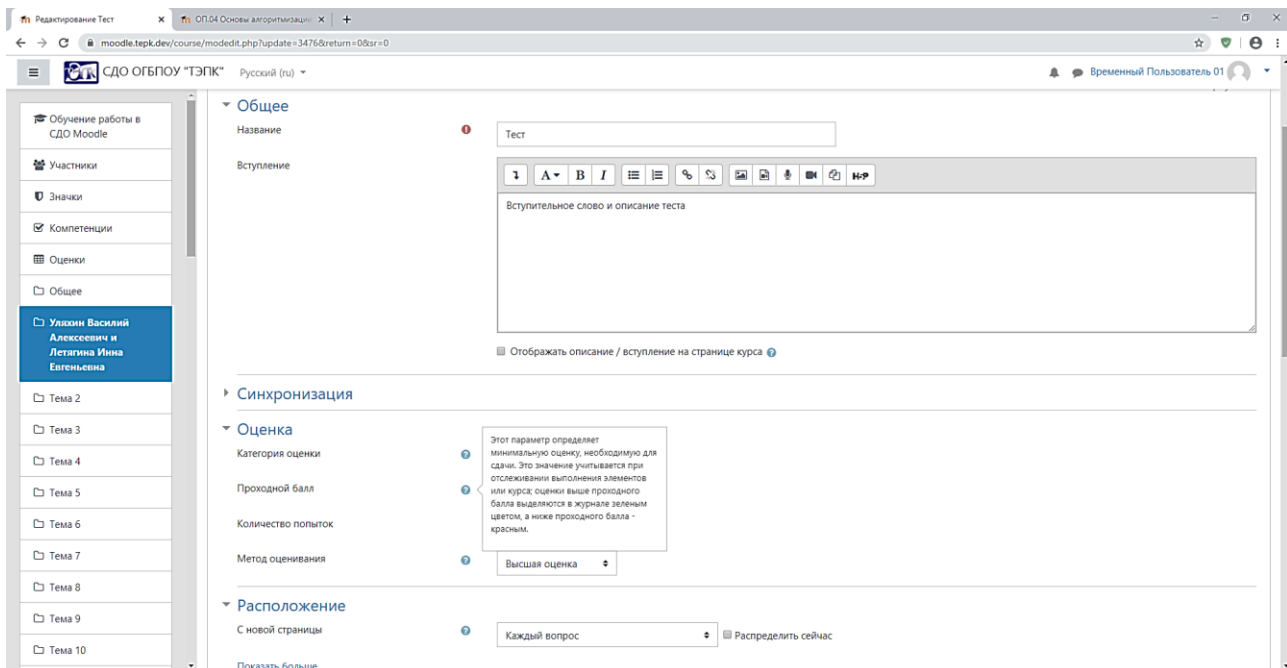 Редактирование Тест
ОП.04 Основы алгоритмизации
moodle.tepk.dev/course/modedit.php?update=3476&return=0&sr=0
СДО ОГБПОУ "ТЭПК" Русский (ru)
Временный Пользователь 01
Обучение работы в
СДО Moodle
Участники
Значки
Компетенции
Оценки
Общее
Уляхин Василий
Алексеевич и
Летягина Инна
Евгеньевна
Тема 2
Тема 3
Тема 4
Тема 5
Тема 6
Тема 7
Тема 8
Тема 9
Тема 10
Общее
Название
Тест
Вступление
A B I H-P
Вступительное слово и описание теста
Отображать описание / вступление на странице курса
Синхронизация
Оценка
Категория оценки
Проходной балл
Количество попыток
Этот параметр определяет
минимальную оценку, необходимую для
сдачи. Это значение учитывается при
отслеживании выполнения элементов
или курса; оценки выше проходного
балла выделяются в журнале зеленым
цветом, а ниже проходного балла -
красным.
Метод оценивания
Высшая оценка
Расположение
С новой страницы
Каждый вопрос
Распределить сейчас
Показать больше